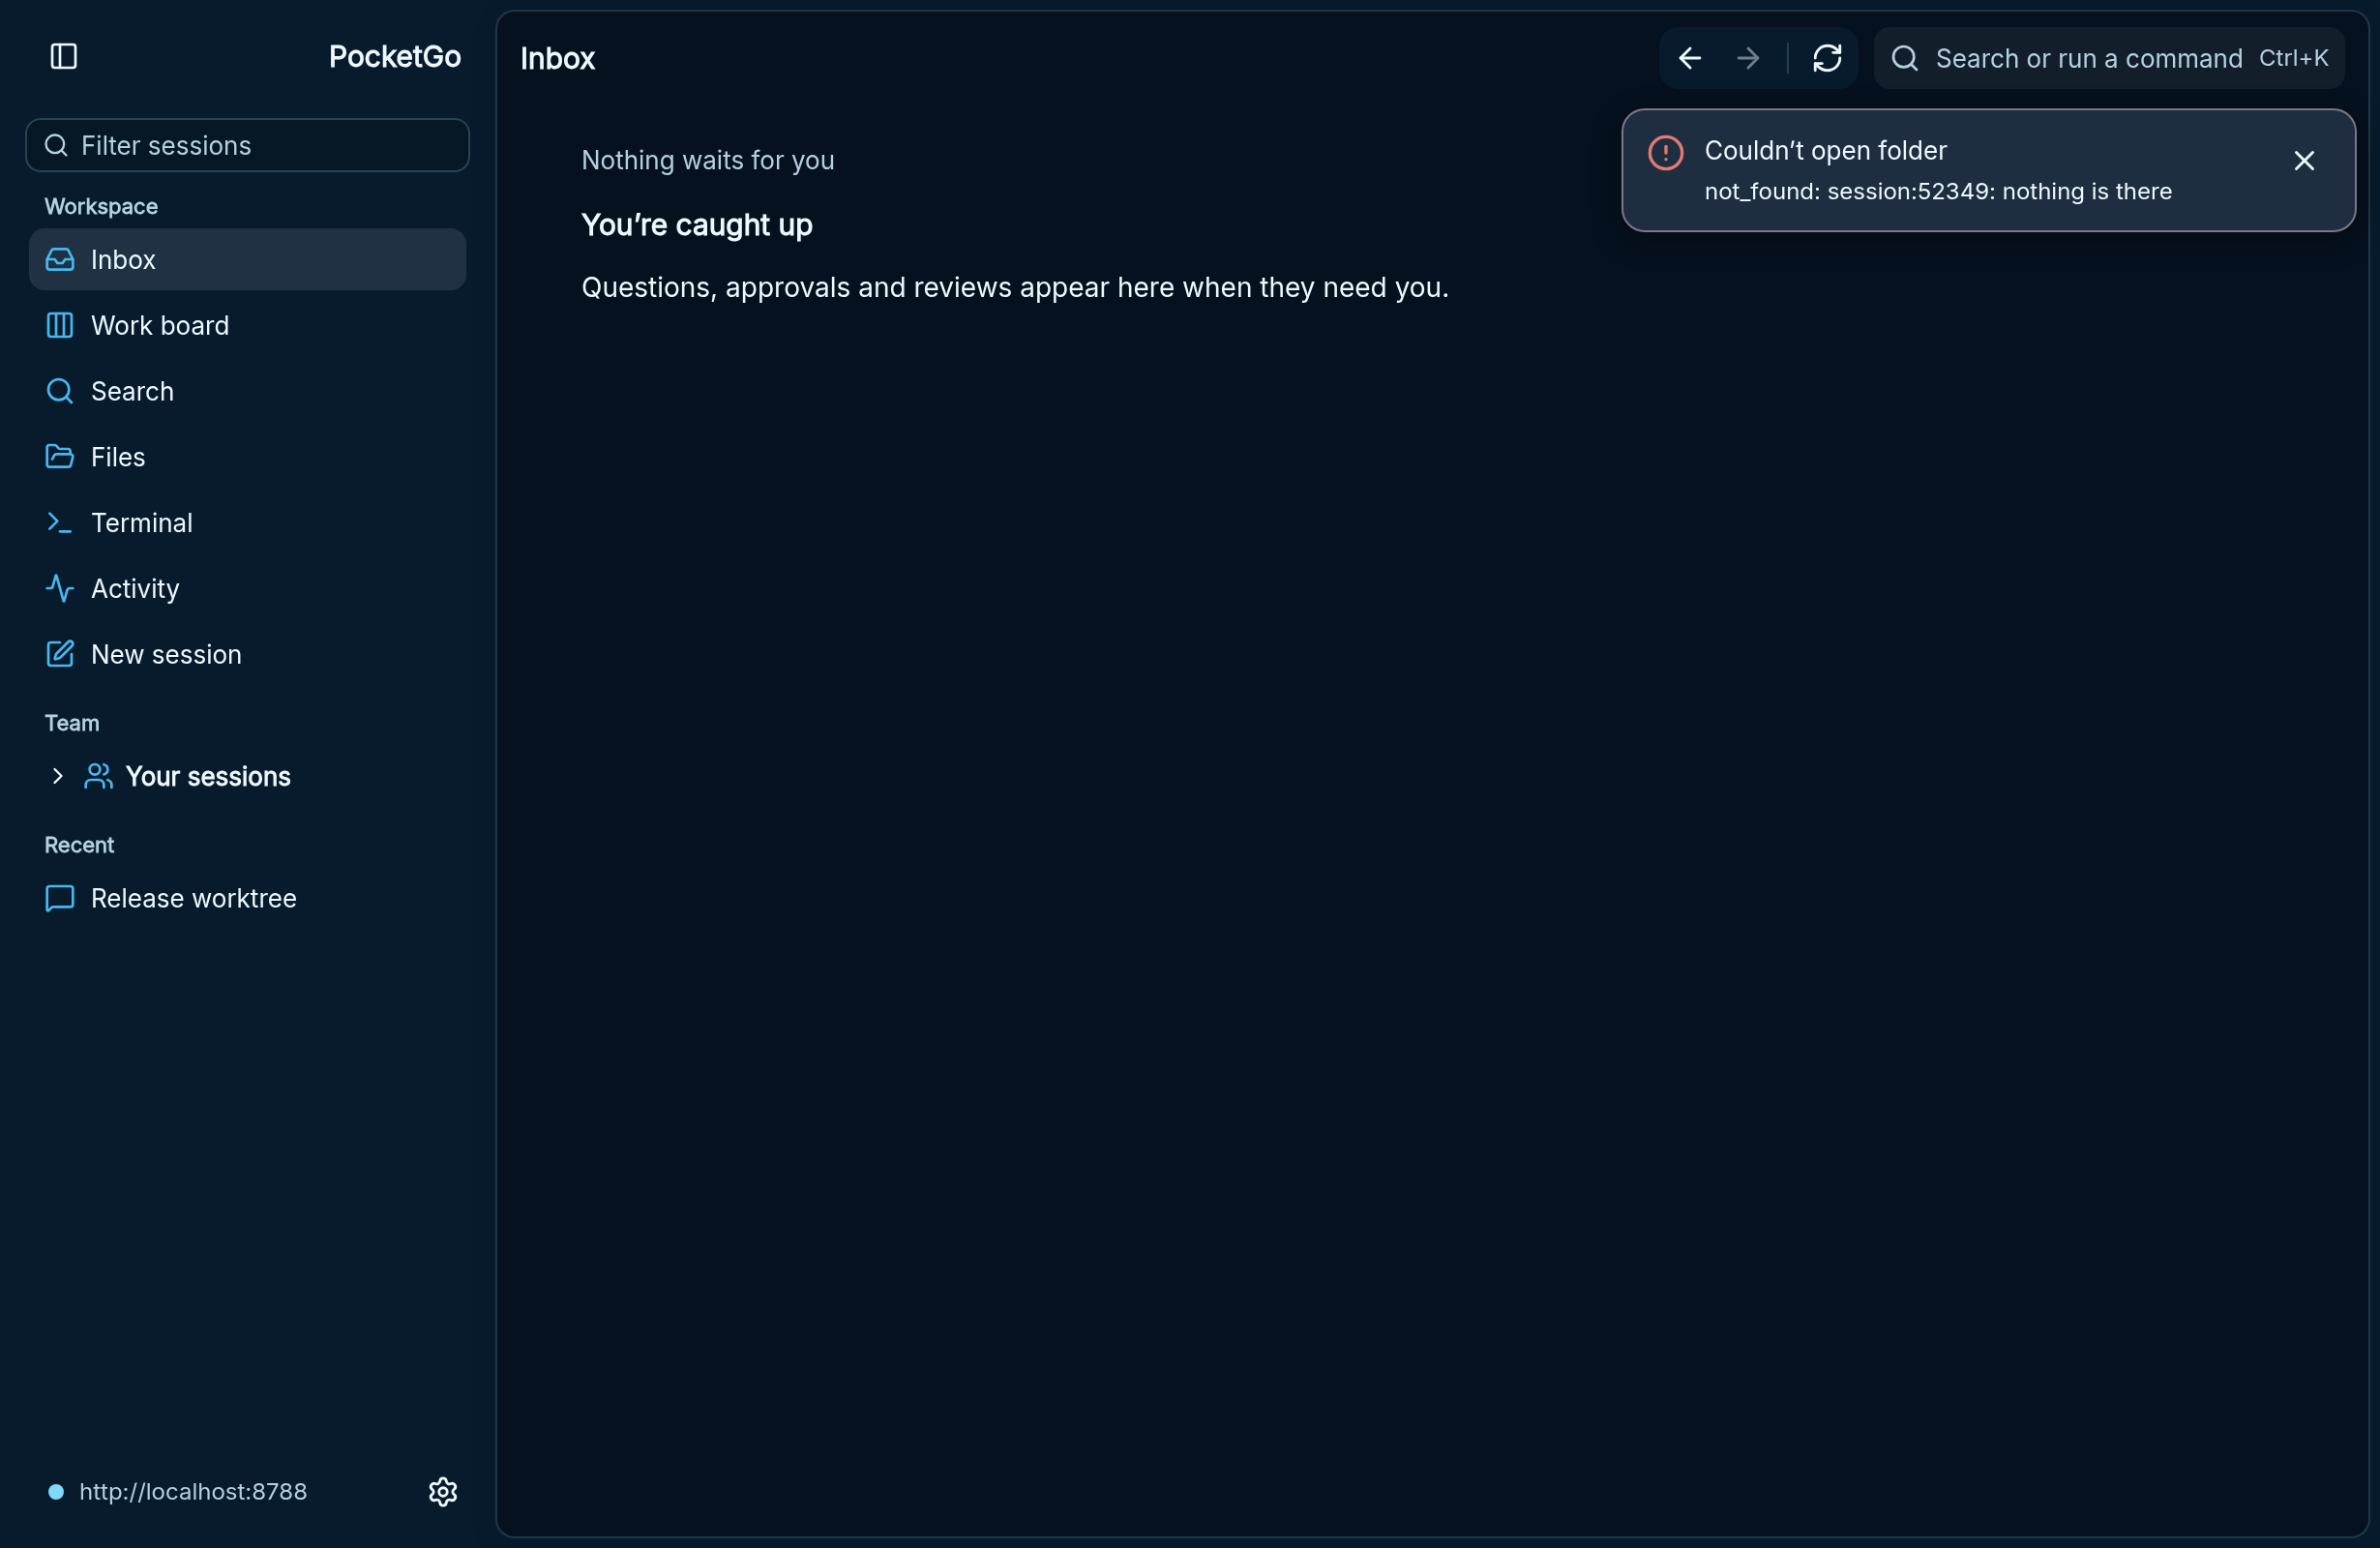 PocketGo
Filter sessions
Workspace
Inbox
Work board
Search
Files
Terminal
Activity
New session
Team
Your sessions
Recent
Release worktree
http://localhost:8788
Inbox
Search or run a command Ctrl+K
Couldn’t open folder
not_found: session:52349: nothing is there
Nothing waits for you
You’re caught up
Questions, approvals and reviews appear here when they need you.